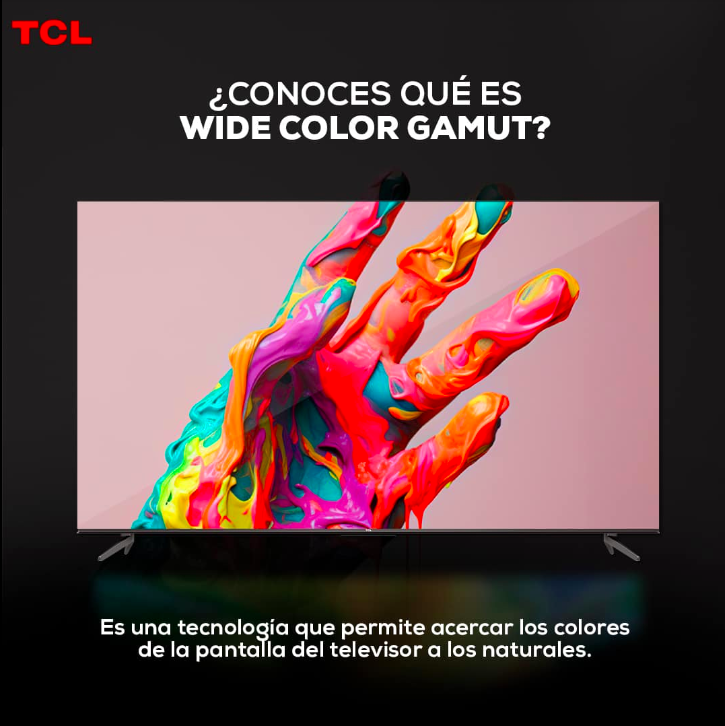 TCL
¿CONOCES QUÉ ES
WIDE COLOR GAMUT?
TCL
Es una tecnología que permite acercar los colores
de la pantalla del televisor a los naturales.